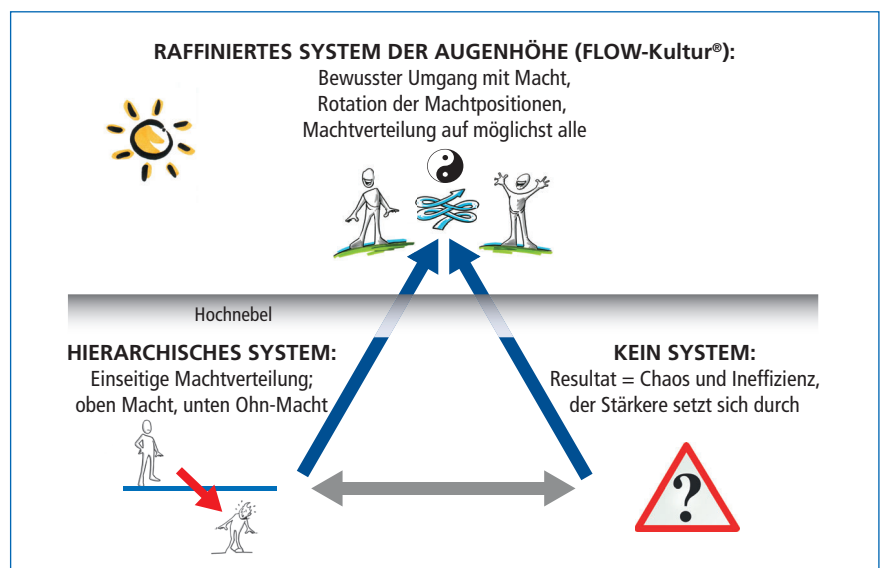 RAFFINIERTES SYSTEM DER AUGENHÖHE (FLOW-Kultur®):
Bewusster Umgang mit Macht,
Rotation der Machtpositionen,
Machtverteilung auf möglichst alle
Hochnebel
HIERARCHISCHES SYSTEM:
Einseitige Machtverteilung;
oben Macht, unten Ohn-Macht
KEIN SYSTEM:
Resultat = Chaos und Ineffizienz,
der Stärkere setzt sich durch
?